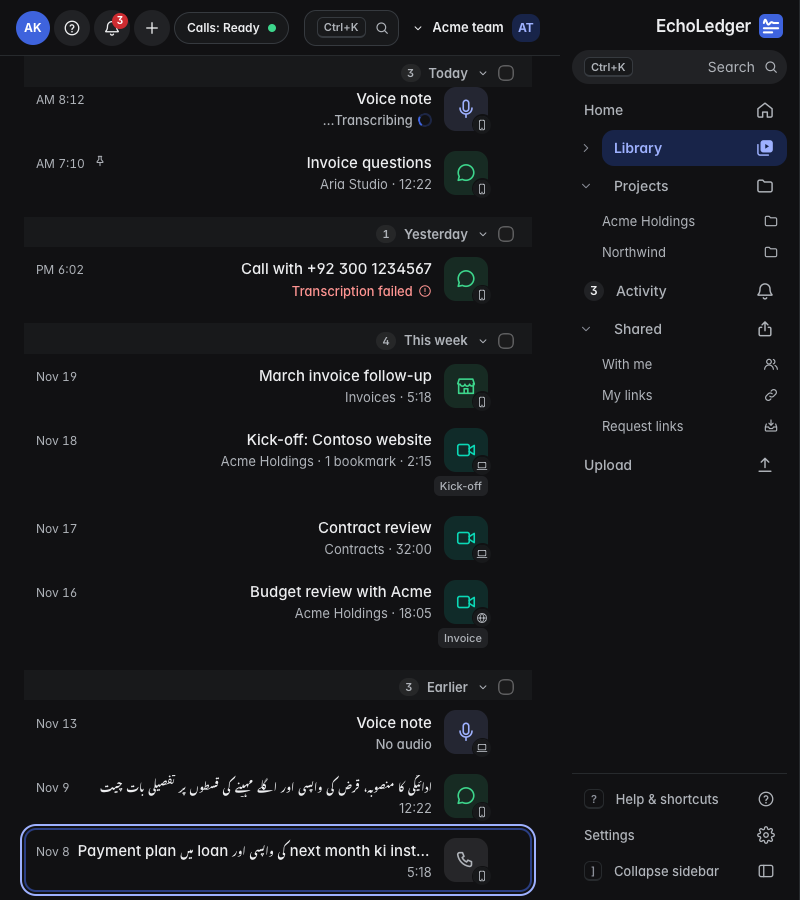 EchoLedger
Ctrl+K Search
Home
Library
Projects
Acme Holdings
Northwind
3 Activity
Shared
With me
My links
Request links
Upload
? Help & shortcuts
Settings
] Collapse sidebar
AK 3 Calls: Ready Ctrl+K Acme team AT
3 Today
AM 8:12 Voice note
...Transcribing
AM 7:10 Invoice questions
Aria Studio · 12:22
1 Yesterday
PM 6:02 Call with +92 300 1234567
Transcription failed
4 This week
Nov 19 March invoice follow-up
Invoices · 5:18
Nov 18 Kick-off: Contoso website
Acme Holdings · 1 bookmark · 2:15
Kick-off
Nov 17 Contract review
Contracts · 32:00
Nov 16 Budget review with Acme
Acme Holdings · 18:05
Invoice
3 Earlier
Nov 13 Voice note
No audio
Nov 9 ادائیگی کا منصوبہ، قرض کی واپسی اور اگلے مہینے کی قسطوں پر تفصیلی بات چیت
12:22
Nov 8 Payment plan میں loan کی واپسی اور next month ki inst...
5:18